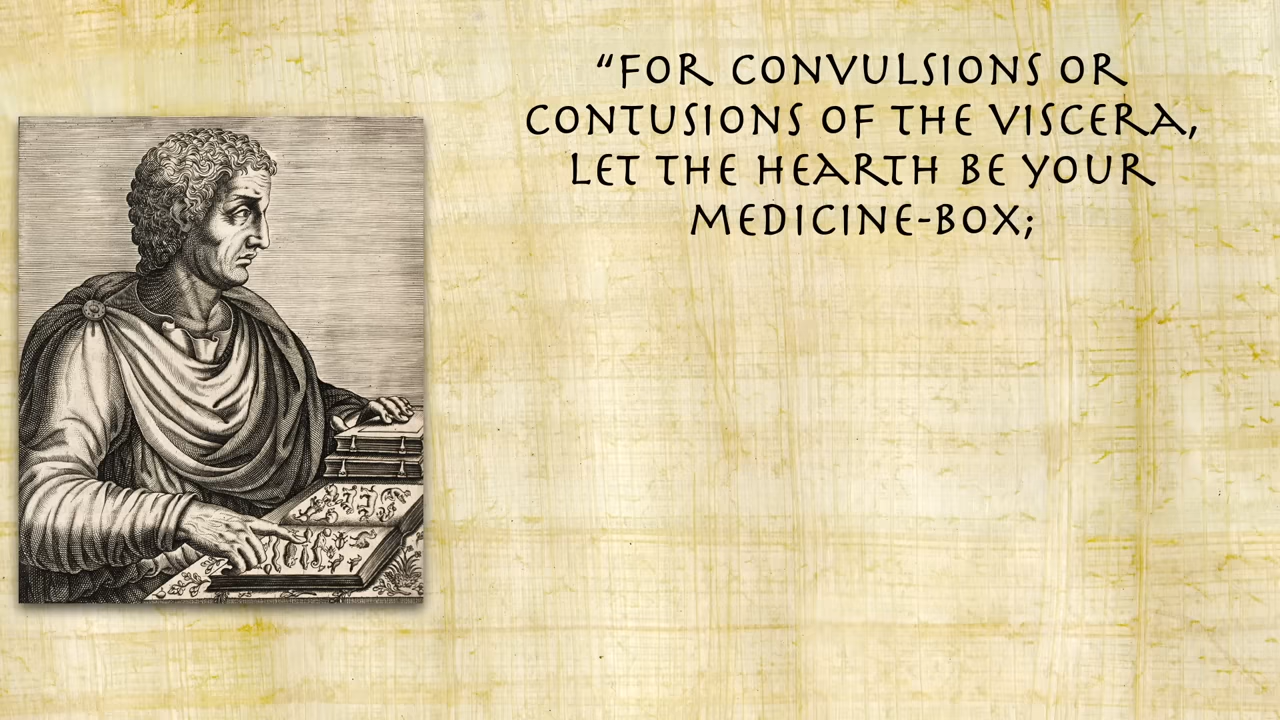 “FOR CONVULSIONS OR
CONTUSIONS OF THE VISCERA,
LET THE HEARTH BE YOUR
MEDICINE-BOX;